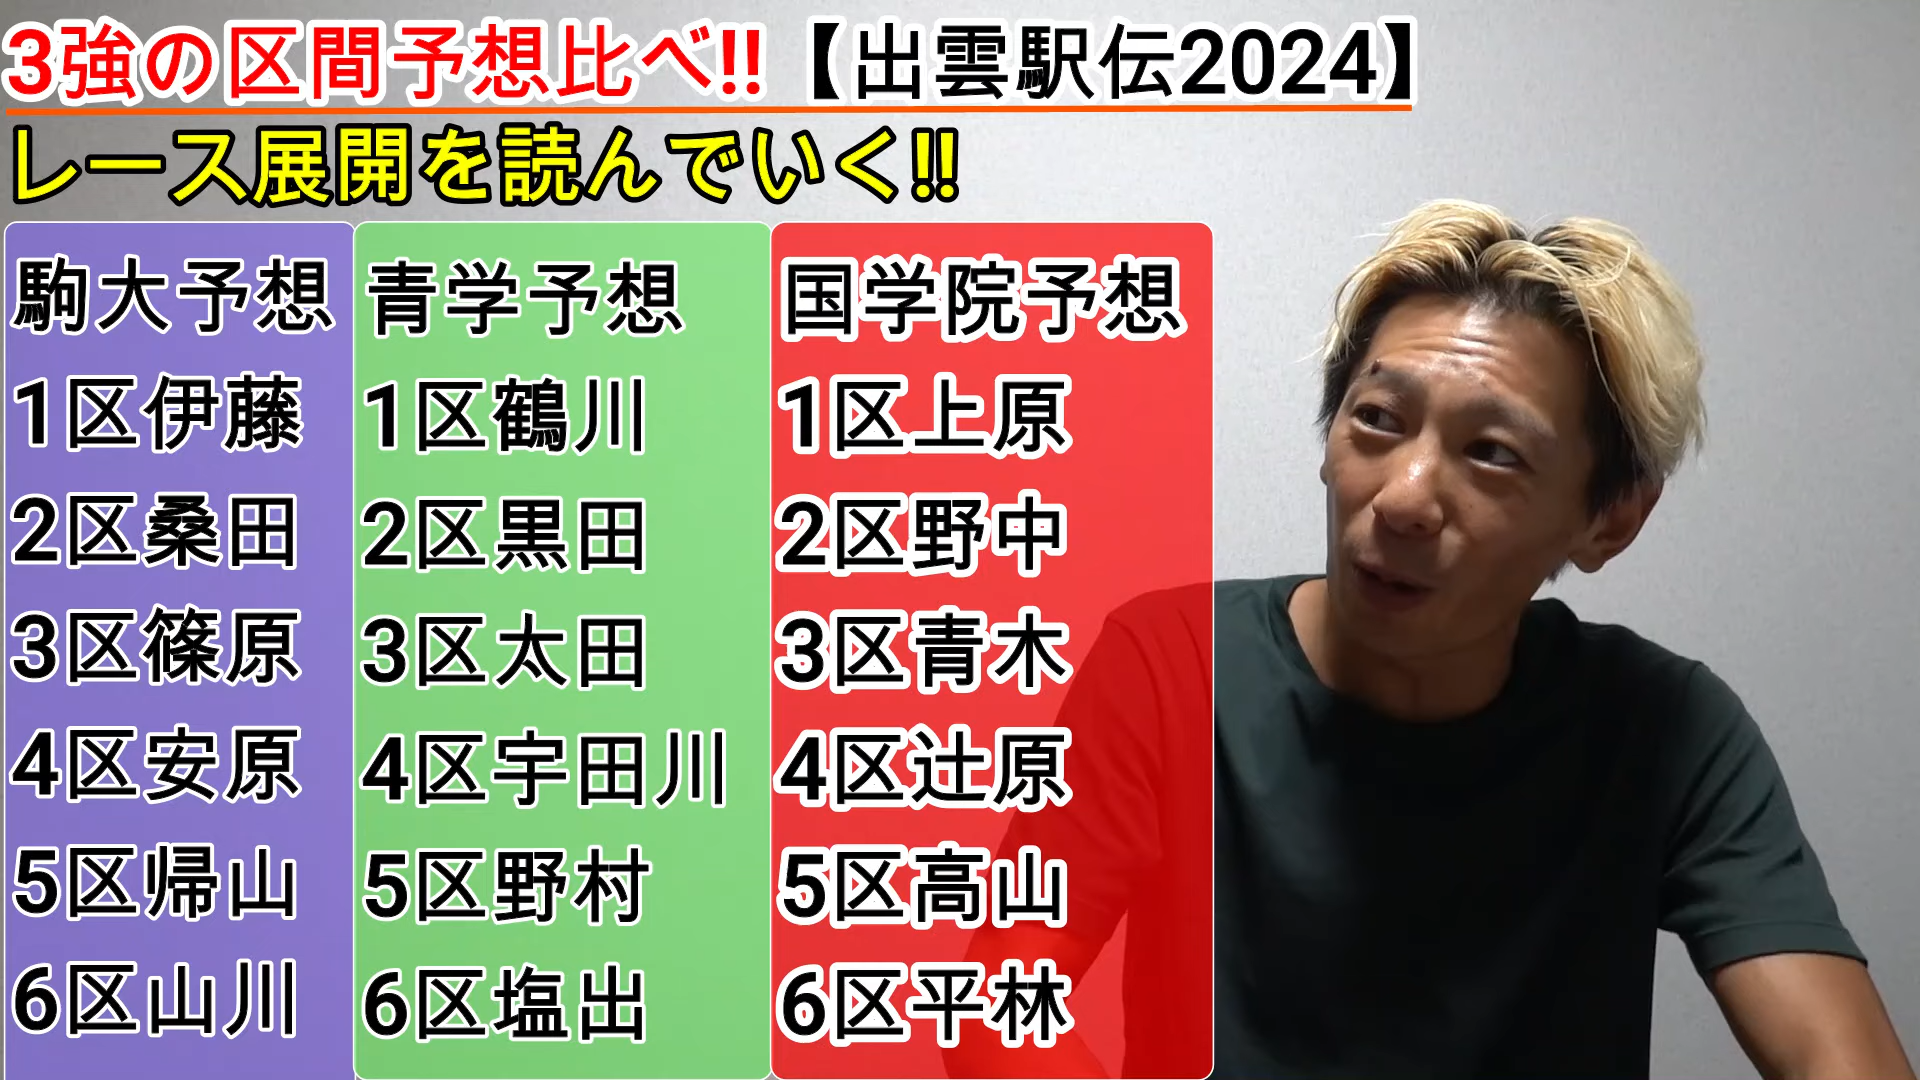 3強の区間予想比べ!!【出雲駅伝2024】
レース展開を読んでいく!!
駒大予想
1区伊藤
2区桑田
3区篠原
4区安原
5区帰山
6区山川
青学予想
1区鶴川
2区黒田
3区太田
4区宇田川
5区野村
6区塩出
国学院予想
1区上原
2区野中
3区青木
4区辻原
5区高山
6区平林